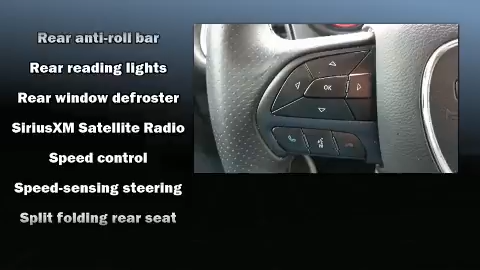 Rear anti-roll bar
Rear reading lights
Rear window defroster
SiriusXM Satellite Radio
Speed control
Speed-sensing steering
Split folding rear seat
OK